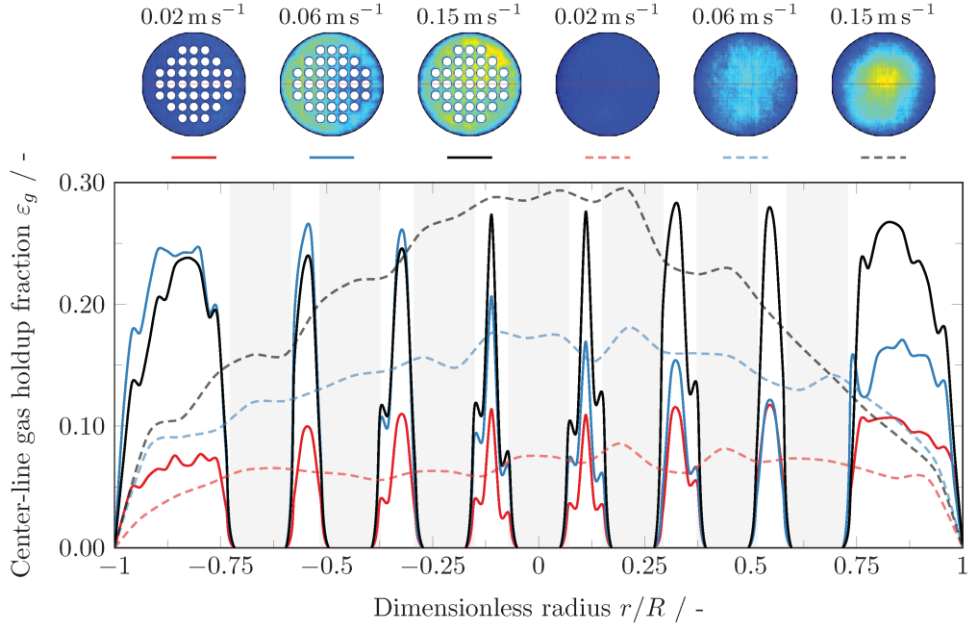 0.02 m s⁻¹ 0.06 m s⁻¹ 0.15 m s⁻¹ 0.02 m s⁻¹ 0.06 m s⁻¹ 0.15 m s⁻¹
Center-line gas holdup fraction εg / -
0.30
0.20
0.10
0.00
−1 −0.75 −0.5 −0.25 0 0.25 0.5 0.75 1
Dimensionless radius r/R / -